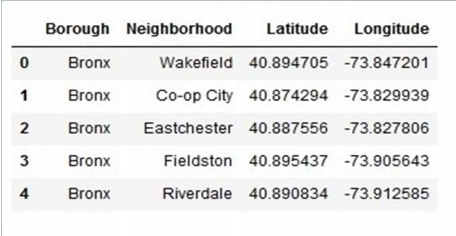 Borough Neighborhood Latitude Longitude
0 Bronx Wakefield 40.894705 -73.847201
1 Bronx Co-op City 40.874294 -73.829939
2 Bronx Eastchester 40.887556 -73.827806
3 Bronx Fieldston 40.895437 -73.905643
4 Bronx Riverdale 40.890834 -73.912585